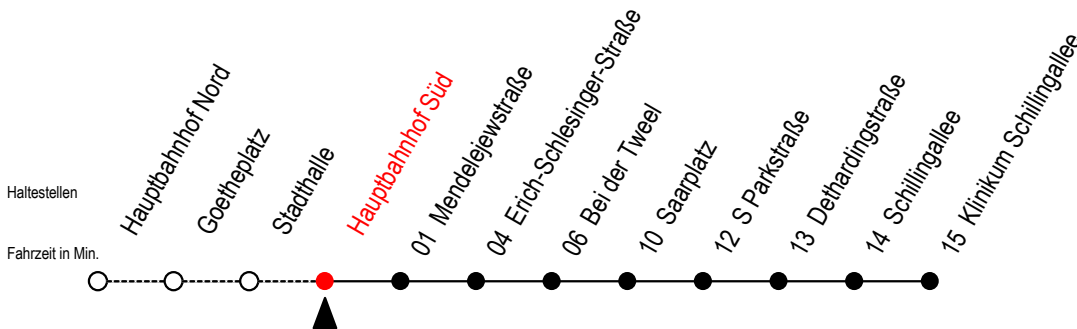 Haltestellen
Fahrzeit in Min.
Hauptbahnhof Nord
Goetheplatz
Stadthalle
Hauptbahnhof Süd
01 Mendelejewstraße
04 Erich-Schlesinger-Straße
06 Bei der Tweel
10 Saarplatz
12 S Parkstraße
13 Dethardingstraße
14 Schillingallee
15 Klinikum Schillingallee